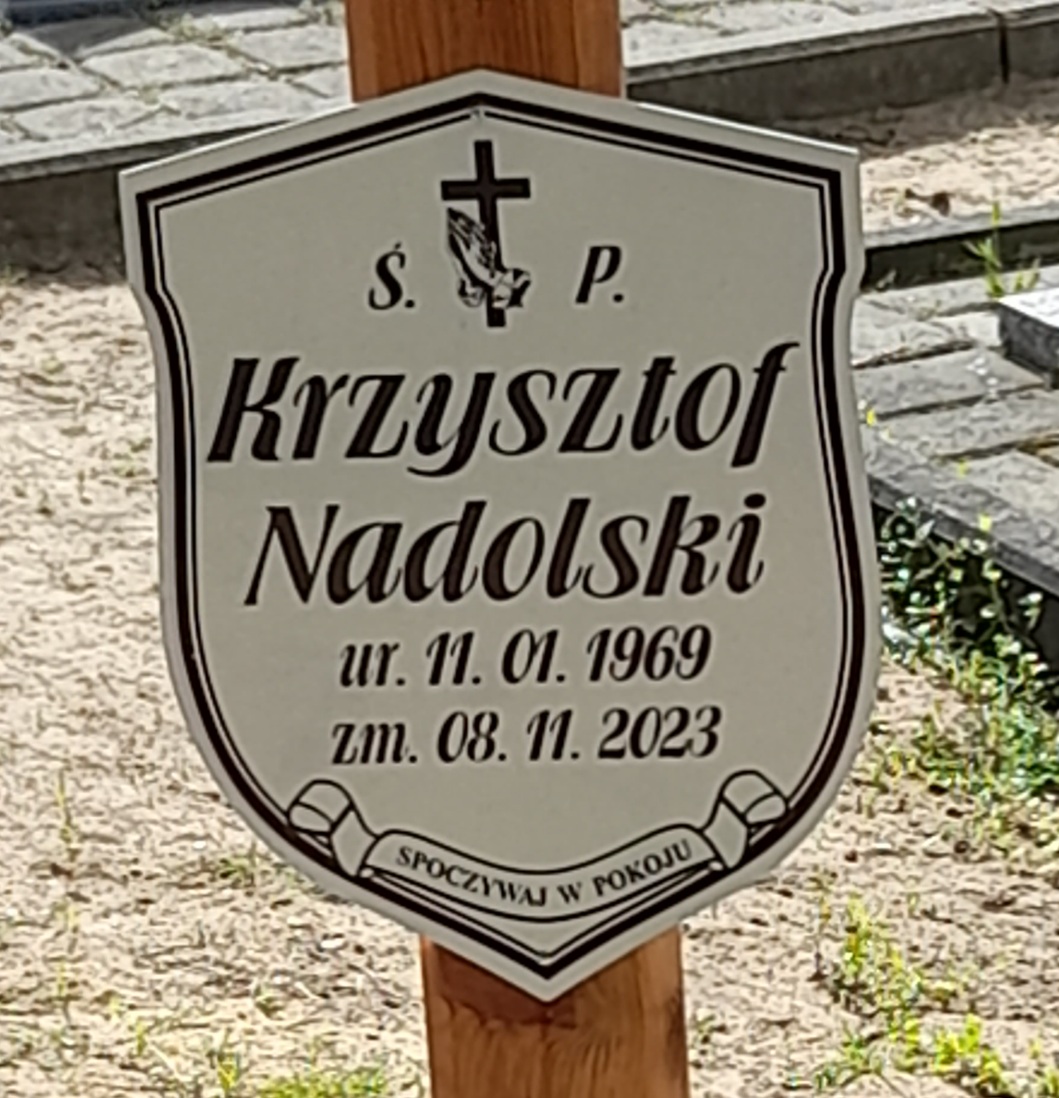 Ś. P.
Krzysztof
Nadolski
ur. 11. 01. 1969
zm. 08. 11. 2023
SPOCZYWAJ W POKOJU